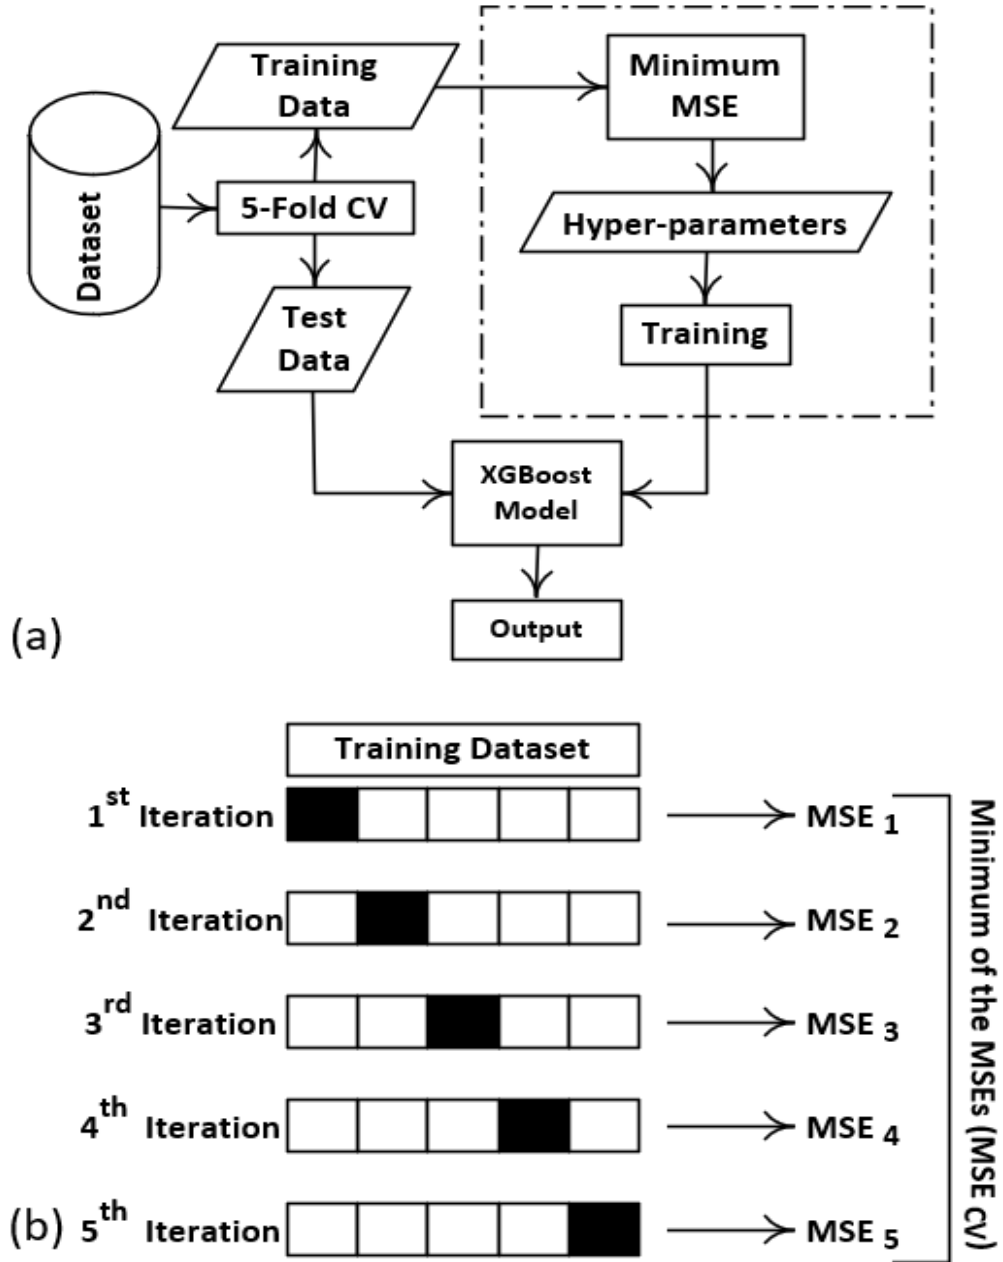 Training
Data
Minimum
MSE
Dataset
5-Fold CV
Hyper-parameters
Test
Data
Training
XGBoost
Model
Output
(a)
Training Dataset
1st Iteration
MSE 1
2nd Iteration
MSE 2
3rd Iteration
MSE 3
4th Iteration
MSE 4
(b)
5th Iteration
MSE 5
Minimum of the MSEs (MSE CV)